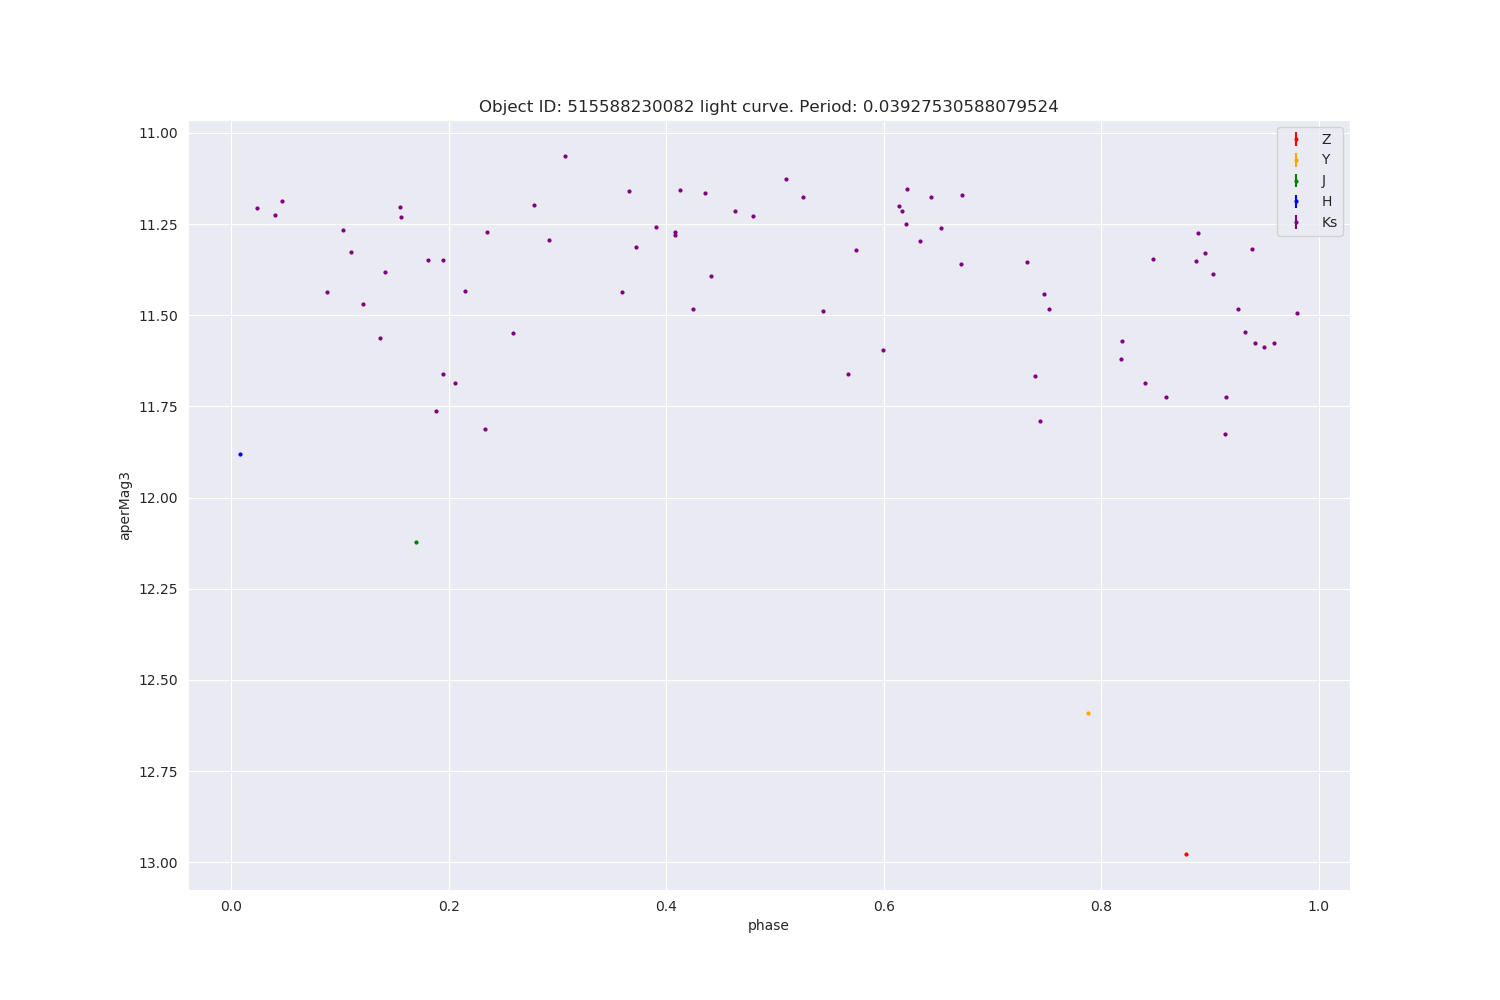 Object ID: 515588230082 light curve. Period: 0.03927530588079524
Z
Y
J
H
Ks
11.00
11.25
11.50
11.75
12.00
12.25
12.50
12.75
13.00
aperMag3
0.0 0.2 0.4 0.6 0.8 1.0
phase